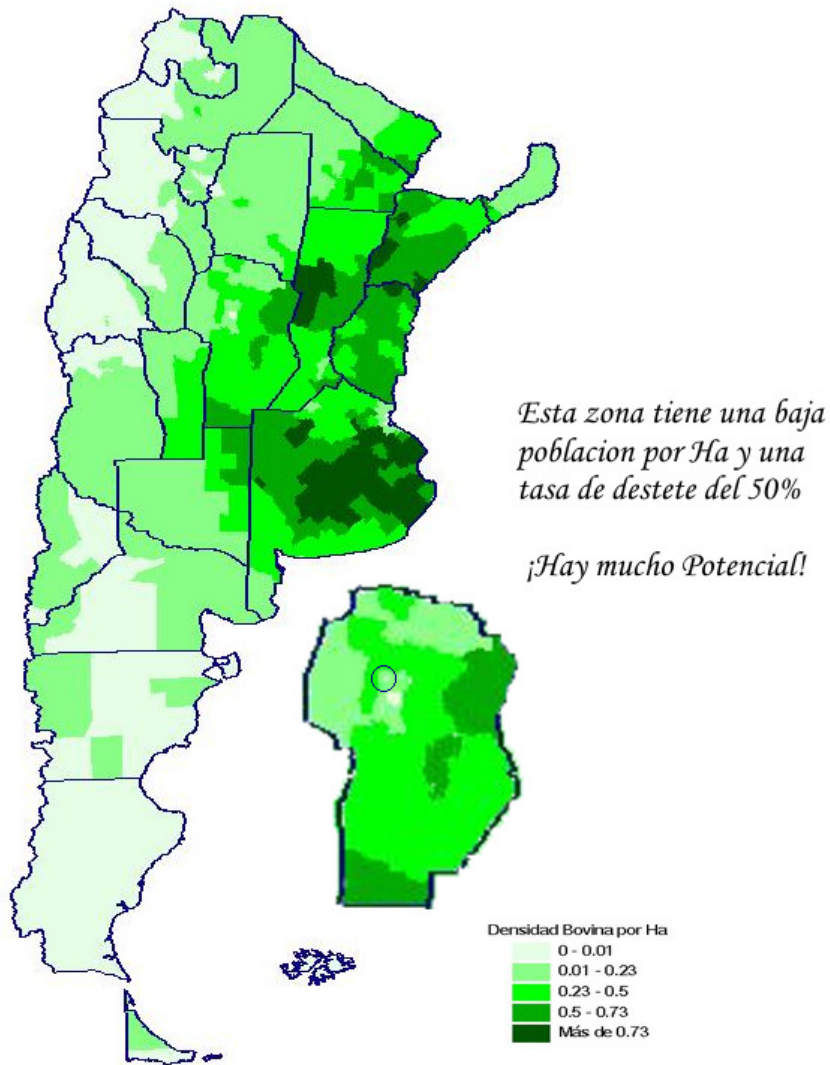 Esta zona tiene una baja
poblacion por Ha y una
tasa de destete del 50%
¡Hay mucho Potencial!
Densidad Bovina por Ha
0 - 0.01
0.01 - 0.23
0.23 - 0.5
0.5 - 0.73
Más de 0.73